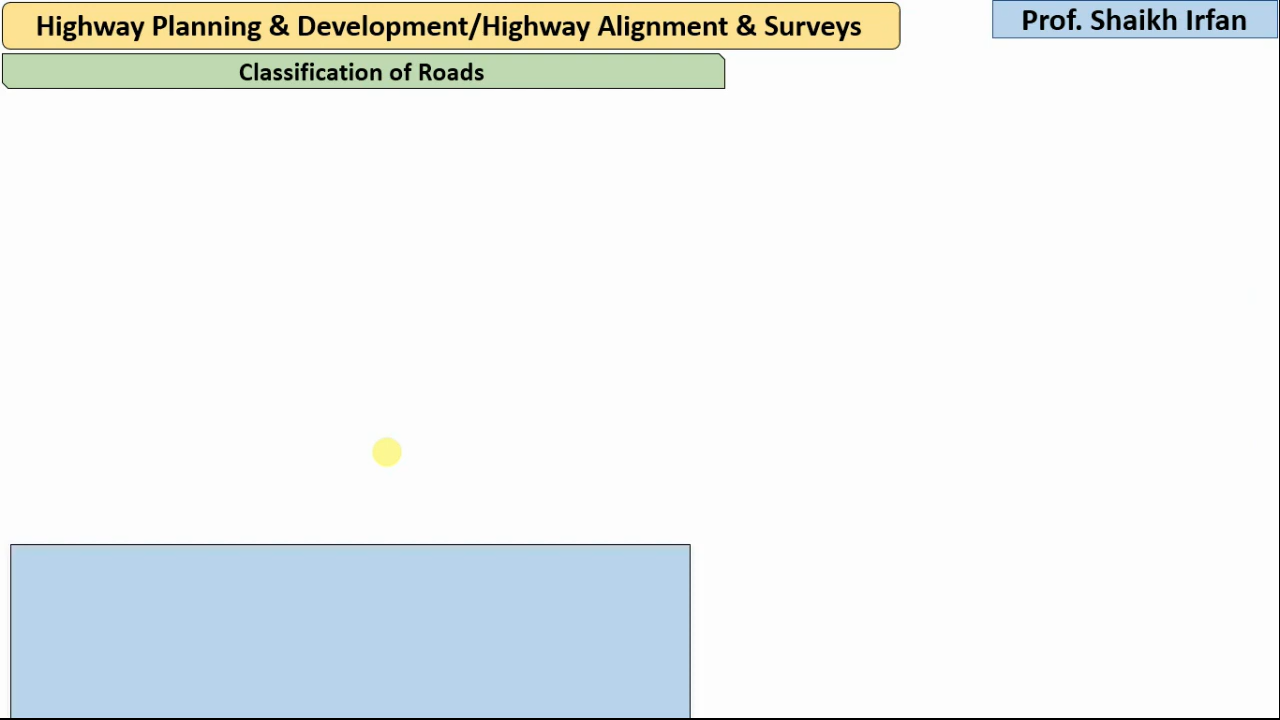 Highway Planning & Development/Highway Alignment & Surveys
Prof. Shaikh Irfan
Classification of Roads